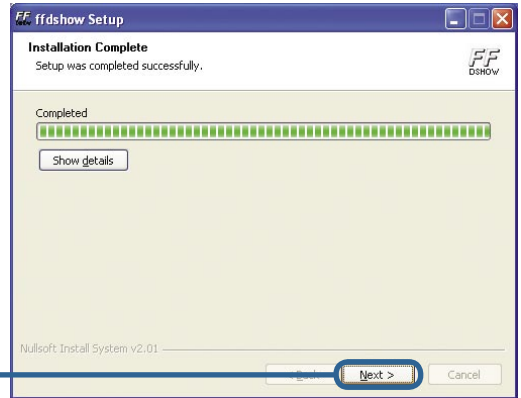 ffdshow Setup
Installation Complete
Setup was completed successfully.
FF
DSHOW
Completed
Show details
Nullsoft Install System v2.01
Next >
Cancel